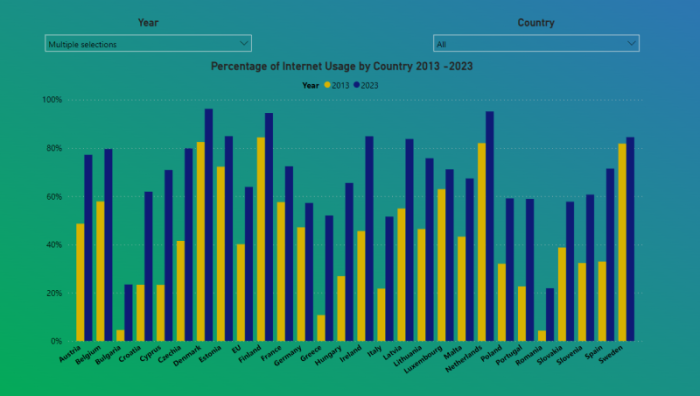 Year
Country
Multiple selections
All
Percentage of Internet Usage by Country 2013 -2023
Year 2013 2023
100%
80%
60%
40%
20%
0%
Austria
Belgium
Bulgaria
Croatia
Cyprus
Czechia
Denmark
Estonia
EU
Finland
France
Germany
Greece
Hungary
Ireland
Italy
Latvia
Lithuania
Luxembourg
Malta
Netherlands
Poland
Portugal
Romania
Slovakia
Slovenia
Spain
Sweden